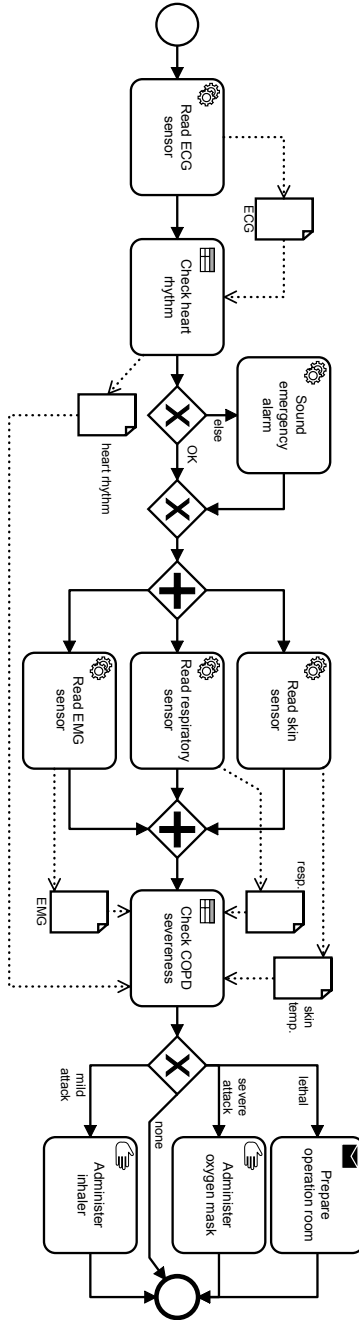 Read ECG
sensor
ECG
Check heart
rhythm
heart rhythm
else
OK
Sound
emergency
alarm
Read skin
sensor
Read respiratory
sensor
Read EMG
sensor
skin
temp.
resp.
EMG
Check COPD
severeness
lethal
severe
attack
none
mild
attack
Prepare
operation room
Administer
oxygen mask
Administer
inhaler